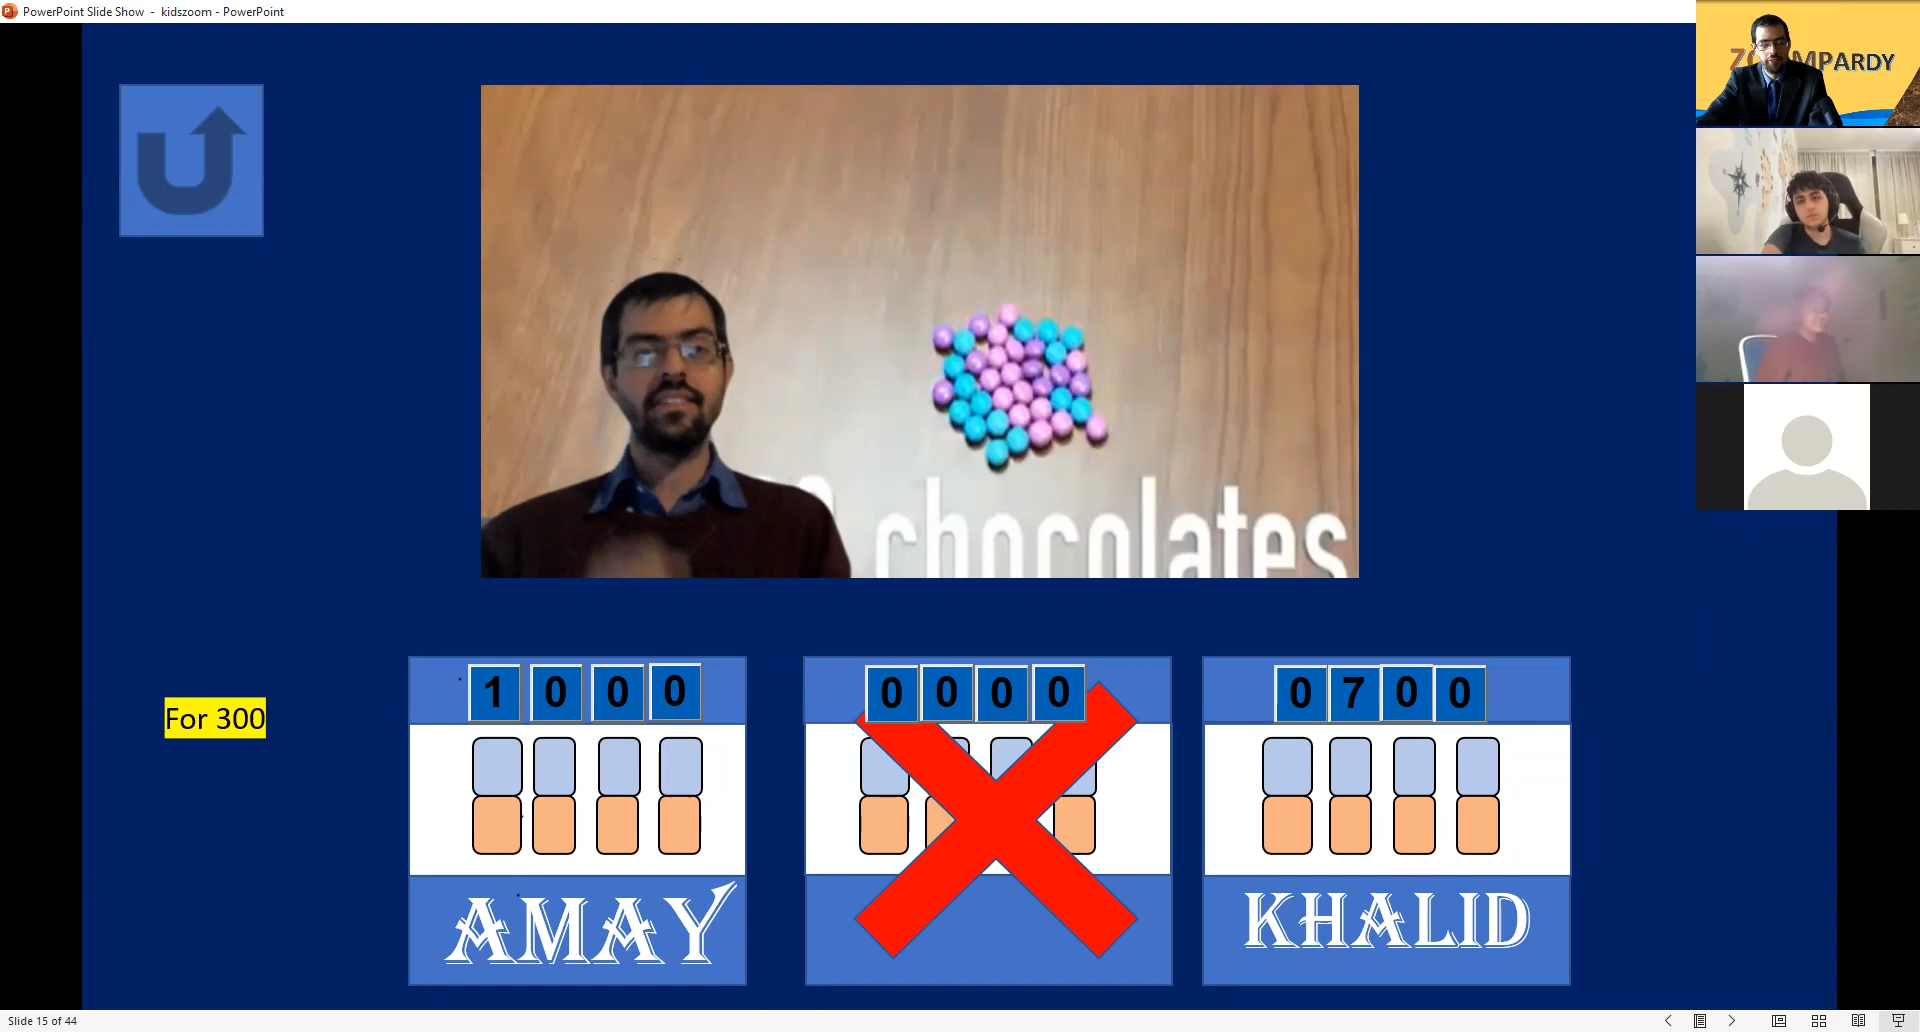 PowerPoint Slide Show - kidszoom - PowerPoint
MPARDY
chocolates
For 300
1 0 0 0
0 0 0 0
0 7 0 0
AMAY
KHALID
Slide 15 of 44